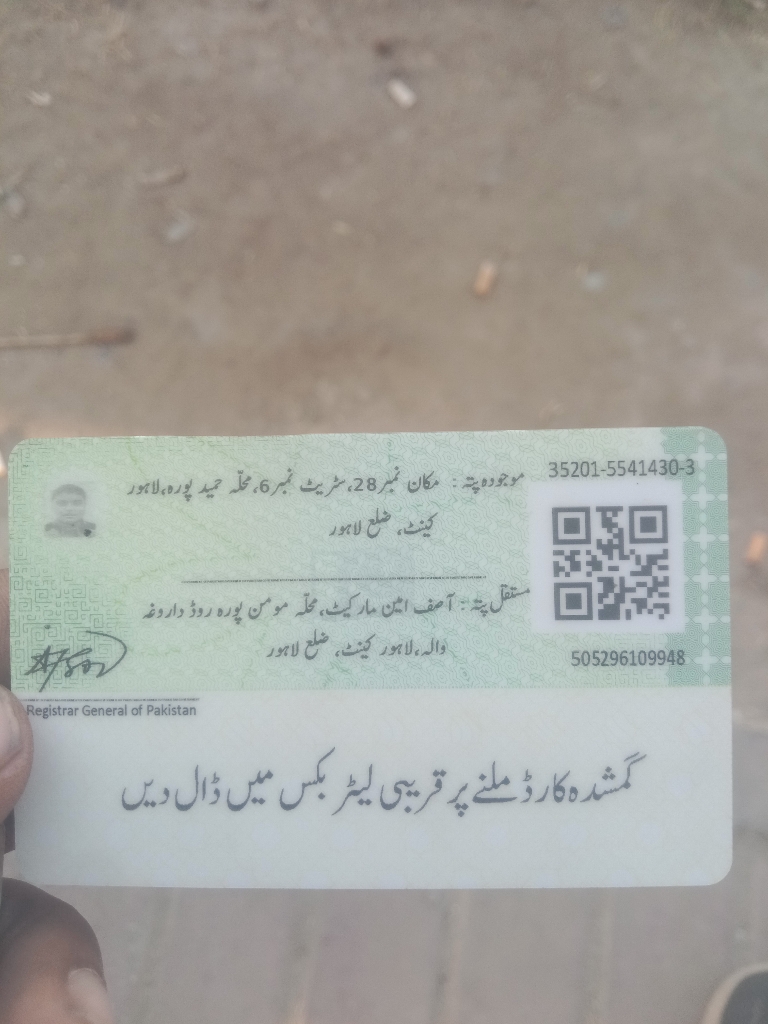 35201-5541430-3
موجودہ پتہ : مکان نمبر28،سٹریٹ نمبر6،محلّہ حمید پورہ،لاہور
کینٹ، ضلع لاہور
مستقل پتہ : آصف امین مارکیٹ،محلّہ مومن پورہ روڈ داروغہ
والہ،لاہور کینٹ، ضلع لاہور
505296109948
Registrar General of Pakistan
گمشدہ کارڈ ملنے پر قریبی لیٹر بکس میں ڈال دیں